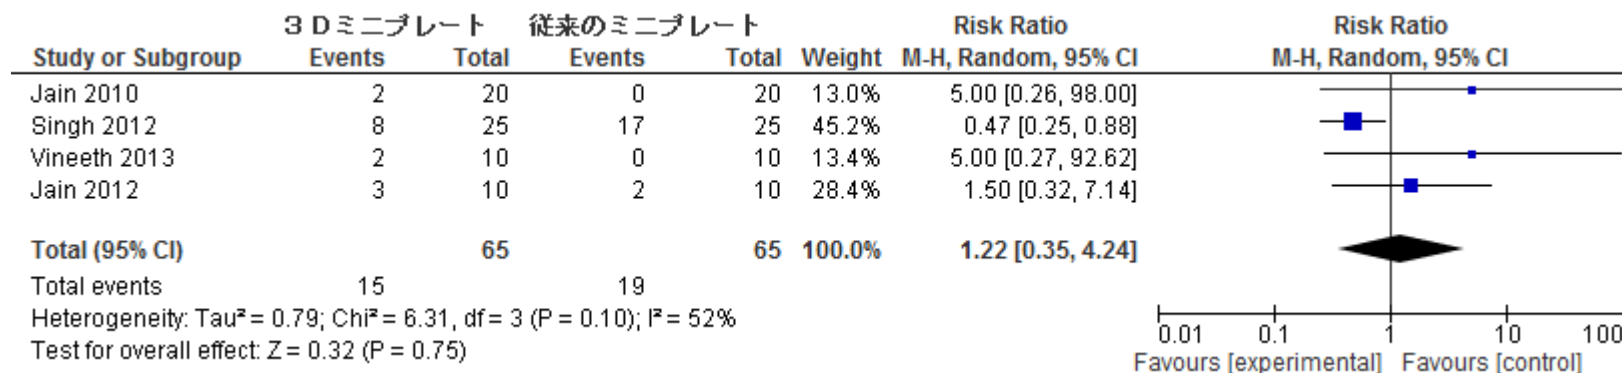 3Dミニプレート 従来のミニプレート Risk Ratio Risk Ratio
Study or Subgroup Events Total Events Total Weight M-H, Random, 95% CI M-H, Random, 95% CI
Jain 2010 2 20 0 20 13.0% 5.00 [0.26, 98.00]
Singh 2012 8 25 17 25 45.2% 0.47 [0.25, 0.88]
Vineeth 2013 2 10 0 10 13.4% 5.00 [0.27, 92.62]
Jain 2012 3 10 2 10 28.4% 1.50 [0.32, 7.14]
Total (95% CI) 65 65 100.0% 1.22 [0.35, 4.24]
Total events 15 19
Heterogeneity: Tau² = 0.79; Chi² = 6.31, df = 3 (P = 0.10); I² = 52%
Test for overall effect: Z = 0.32 (P = 0.75)
0.01 0.1 1 10 100
Favours [experimental] Favours [control]